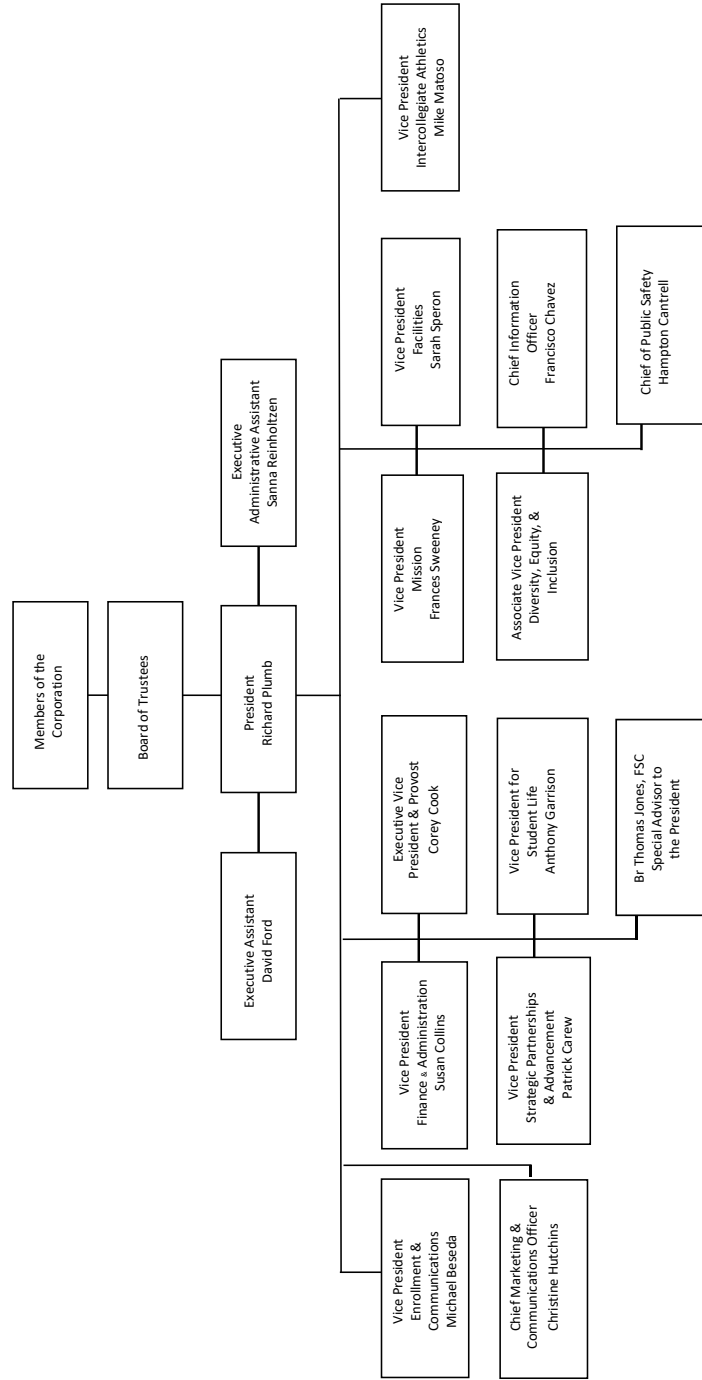 Members of the
Corporation
Board of Trustees
President
Richard Plumb
Executive Assistant
David Ford
Executive
Administrative Assistant
Sanna Reinholtzen
Vice President
Enrollment &
Communications
Michael Beseda
Vice President
Finance & Administration
Susan Collins
Executive Vice
President & Provost
Corey Cook
Vice President
Mission
Frances Sweeney
Vice President
Facilities
Sarah Speron
Vice President
Intercollegiate Athletics
Mike Matoso
Chief Marketing &
Communications Officer
Christine Hutchins
Vice President
Strategic Partnerships
& Advancement
Patrick Carew
Vice President for
Student Life
Anthony Garrison
Associate Vice President
Diversity, Equity, &
Inclusion
Chief Information
Officer
Francisco Chavez
Br Thomas Jones, FSC
Special Advisor to
the President
Chief of Public Safety
Hampton Cantrell